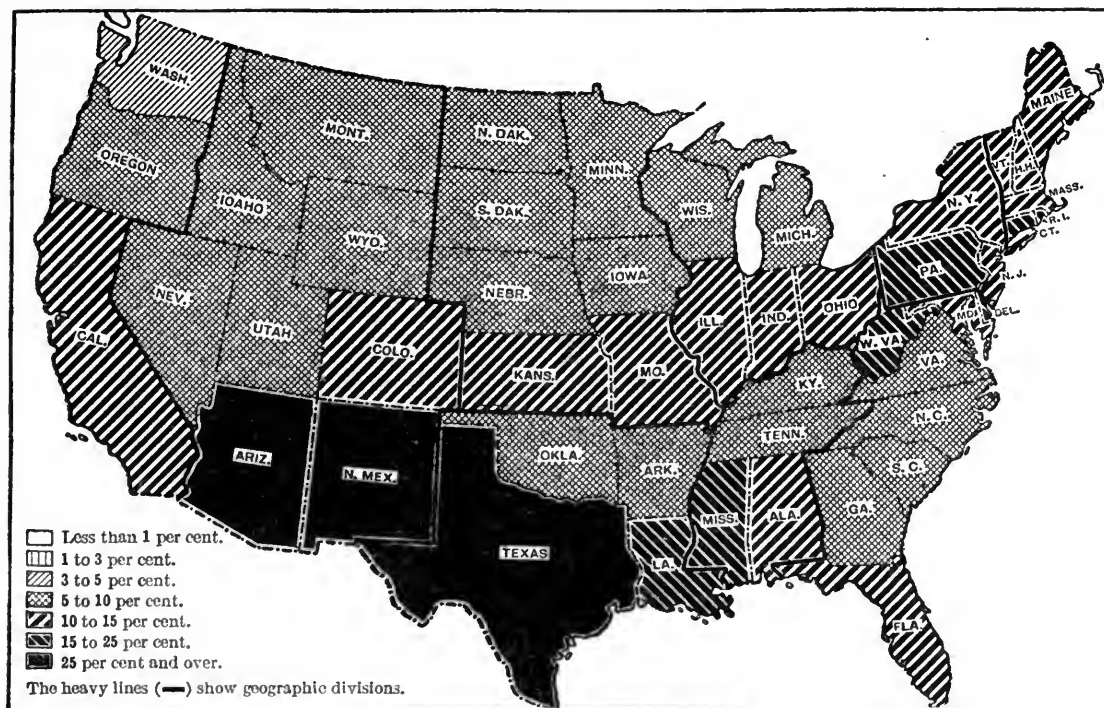 WASH.
MONT.
N. DAK.
MINN.
OREGON
IDAHO
S. DAK.
WIS.
MICH.
WYO.
MAINE
VT.
N.H.
MASS.
N.Y.
R.I.
CT.
NEV.
UTAH
NEBR.
IOWA
PA.
N.J.
CAL.
COLO.
KANS.
MO.
ILL.
IND.
OHIO
MD.
DEL.
W. VA.
VA.
KY.
N.C.
TENN.
ARIZ.
N. MEX.
OKLA.
ARK.
S. C.
GA.
TEXAS
LA.
MISS.
ALA.
FLA.
Less than 1 per cent.
1 to 3 per cent.
3 to 5 per cent.
5 to 10 per cent.
10 to 15 per cent.
15 to 25 per cent.
25 per cent and over.
The heavy lines (━) show geographic divisions.